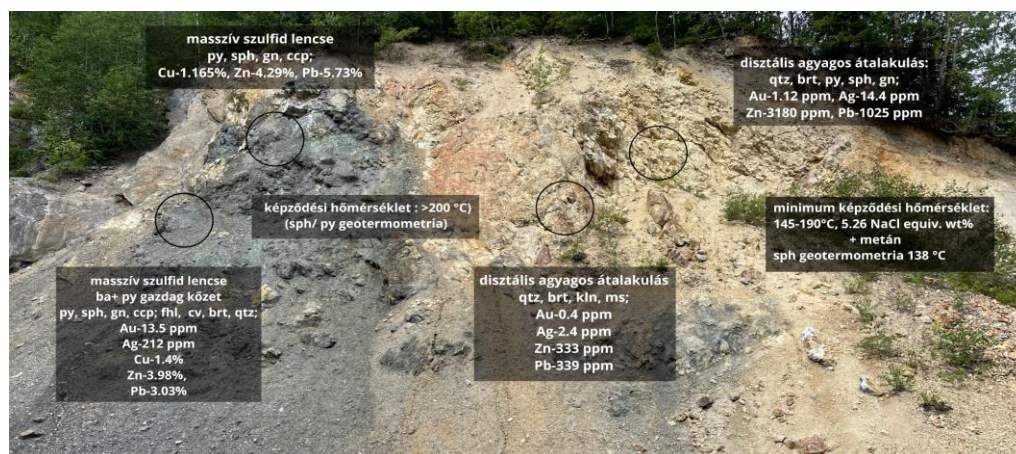 masszív szulfid lencse
py, sph, gn, ccp;
Cu-1.165%, Zn-4.29%, Pb-5.73%
disztális agyagos átalakulás:
qtz, brt, py, sph, gn;
Au-1.12 ppm, Ag-14.4 ppm
Zn-3180 ppm, Pb-1025 ppm
képződési hőmérséklet : >200 °C)
(sph/ py geotermometria)
minimum képződési hőmérséklet:
145-190°C, 5.26 NaCl equiv. wt%
+ metán
sph geotermometria 138 °C
masszív szulfid lencse
ba+ py gazdag kőzet
py, sph, gn, ccp; fhl, cv, brt, qtz;
Au-13.5 ppm
Ag-212 ppm
Cu-1.4%
Zn-3.98%,
Pb-3.03%
disztális agyagos átalakulás
qtz, brt, kln, ms;
Au-0.4 ppm
Ag-2.4 ppm
Zn-333 ppm
Pb-339 ppm